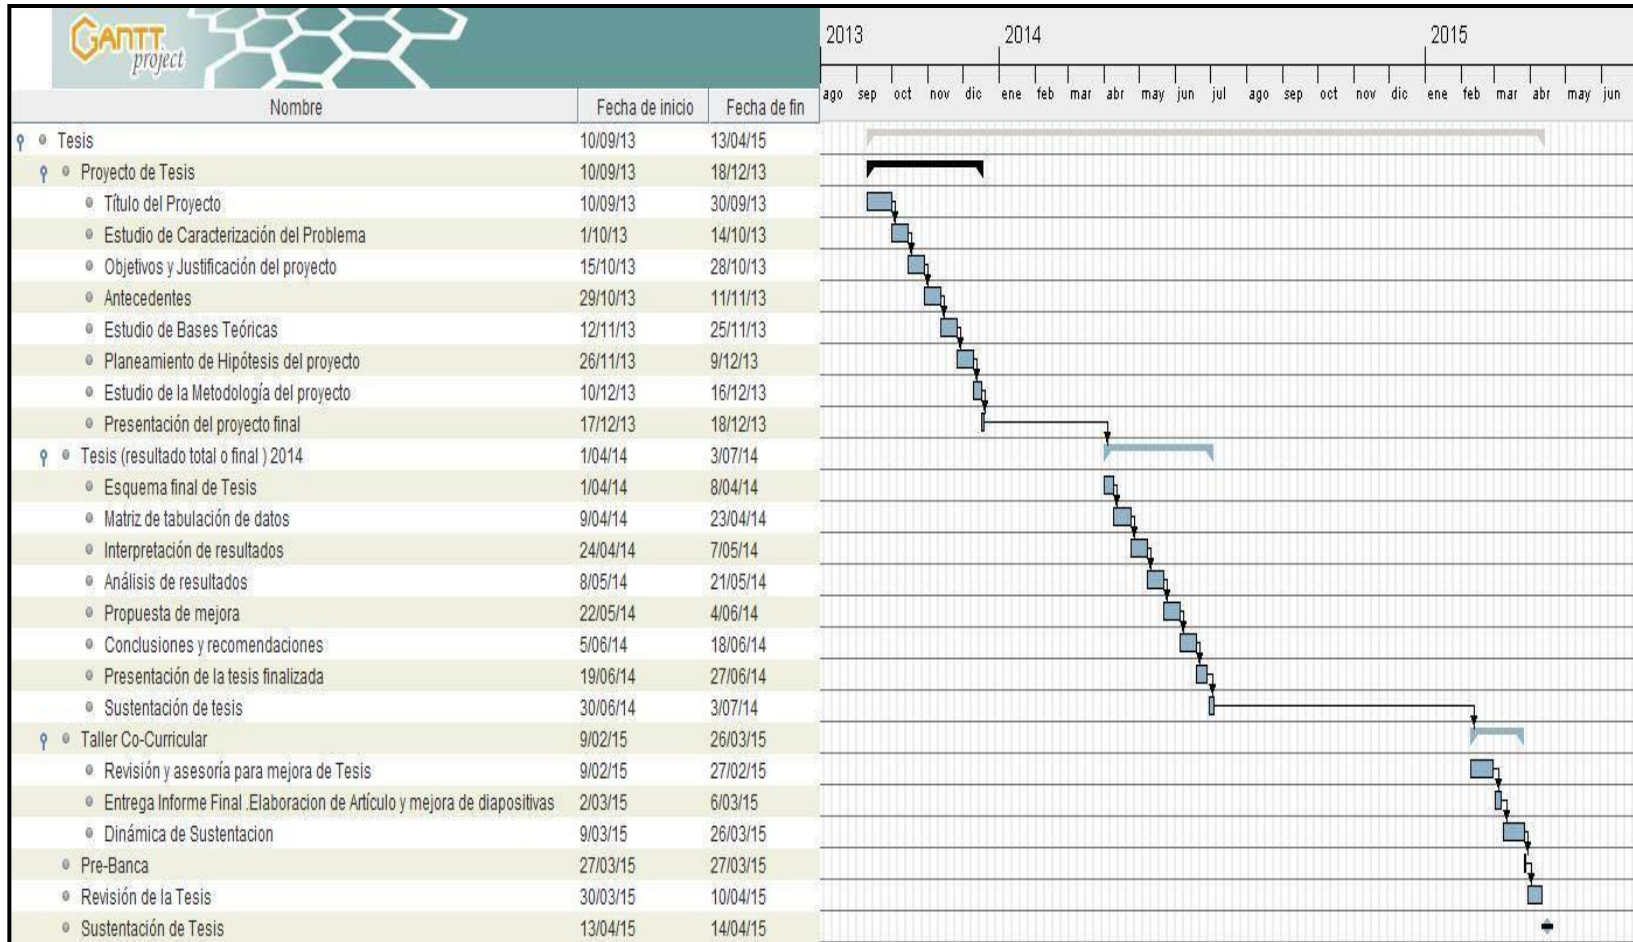 GANTT
project
2013 2014 2015
ago sep oct nov dic ene feb mar abr may jun jul ago sep oct nov dic ene feb mar abr may jun
Nombre Fecha de inicio Fecha de fin
Tesis 10/09/13 13/04/15
Proyecto de Tesis 10/09/13 18/12/13
Título del Proyecto 10/09/13 30/09/13
Estudio de Caracterización del Problema 1/10/13 14/10/13
Objetivos y Justificación del proyecto 15/10/13 28/10/13
Antecedentes 29/10/13 11/11/13
Estudio de Bases Teóricas 12/11/13 25/11/13
Planeamiento de Hipótesis del proyecto 26/11/13 9/12/13
Estudio de la Metodología del proyecto 10/12/13 16/12/13
Presentación del proyecto final 17/12/13 18/12/13
Tesis (resultado total o final ) 2014 1/04/14 3/07/14
Esquema final de Tesis 1/04/14 8/04/14
Matriz de tabulación de datos 9/04/14 23/04/14
Interpretación de resultados 24/04/14 7/05/14
Análisis de resultados 8/05/14 21/05/14
Propuesta de mejora 22/05/14 4/06/14
Conclusiones y recomendaciones 5/06/14 18/06/14
Presentación de la tesis finalizada 19/06/14 27/06/14
Sustentación de tesis 30/06/14 3/07/14
Taller Co-Curricular 9/02/15 26/03/15
Revisión y asesoría para mejora de Tesis 9/02/15 27/02/15
Entrega Informe Final .Elaboracion de Artículo y mejora de diapositivas 2/03/15 6/03/15
Dinámica de Sustentacion 9/03/15 26/03/15
Pre-Banca 27/03/15 27/03/15
Revisión de la Tesis 30/03/15 10/04/15
Sustentación de Tesis 13/04/15 14/04/15